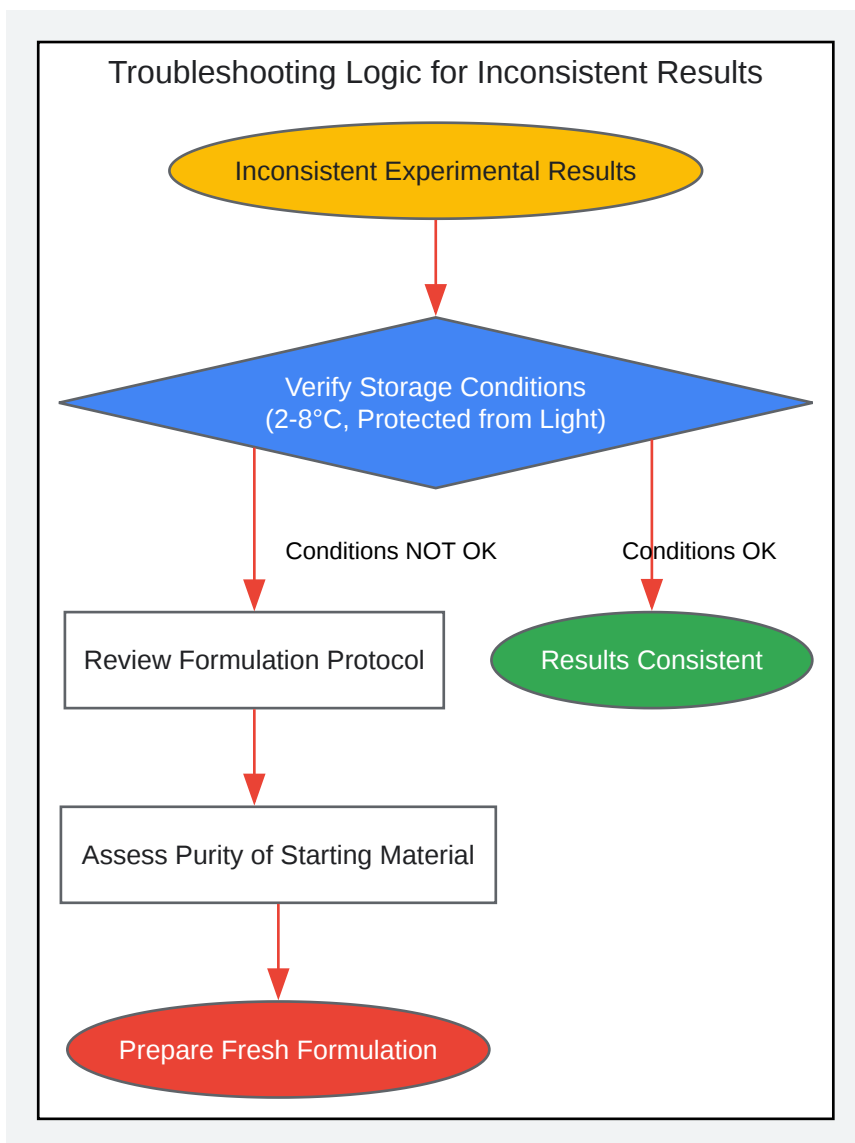 Troubleshooting Logic for Inconsistent Results
Inconsistent Experimental Results
Verify Storage Conditions
(2-8°C, Protected from Light)
Conditions NOT OK
Conditions OK
Review Formulation Protocol
Results Consistent
Assess Purity of Starting Material
Prepare Fresh Formulation